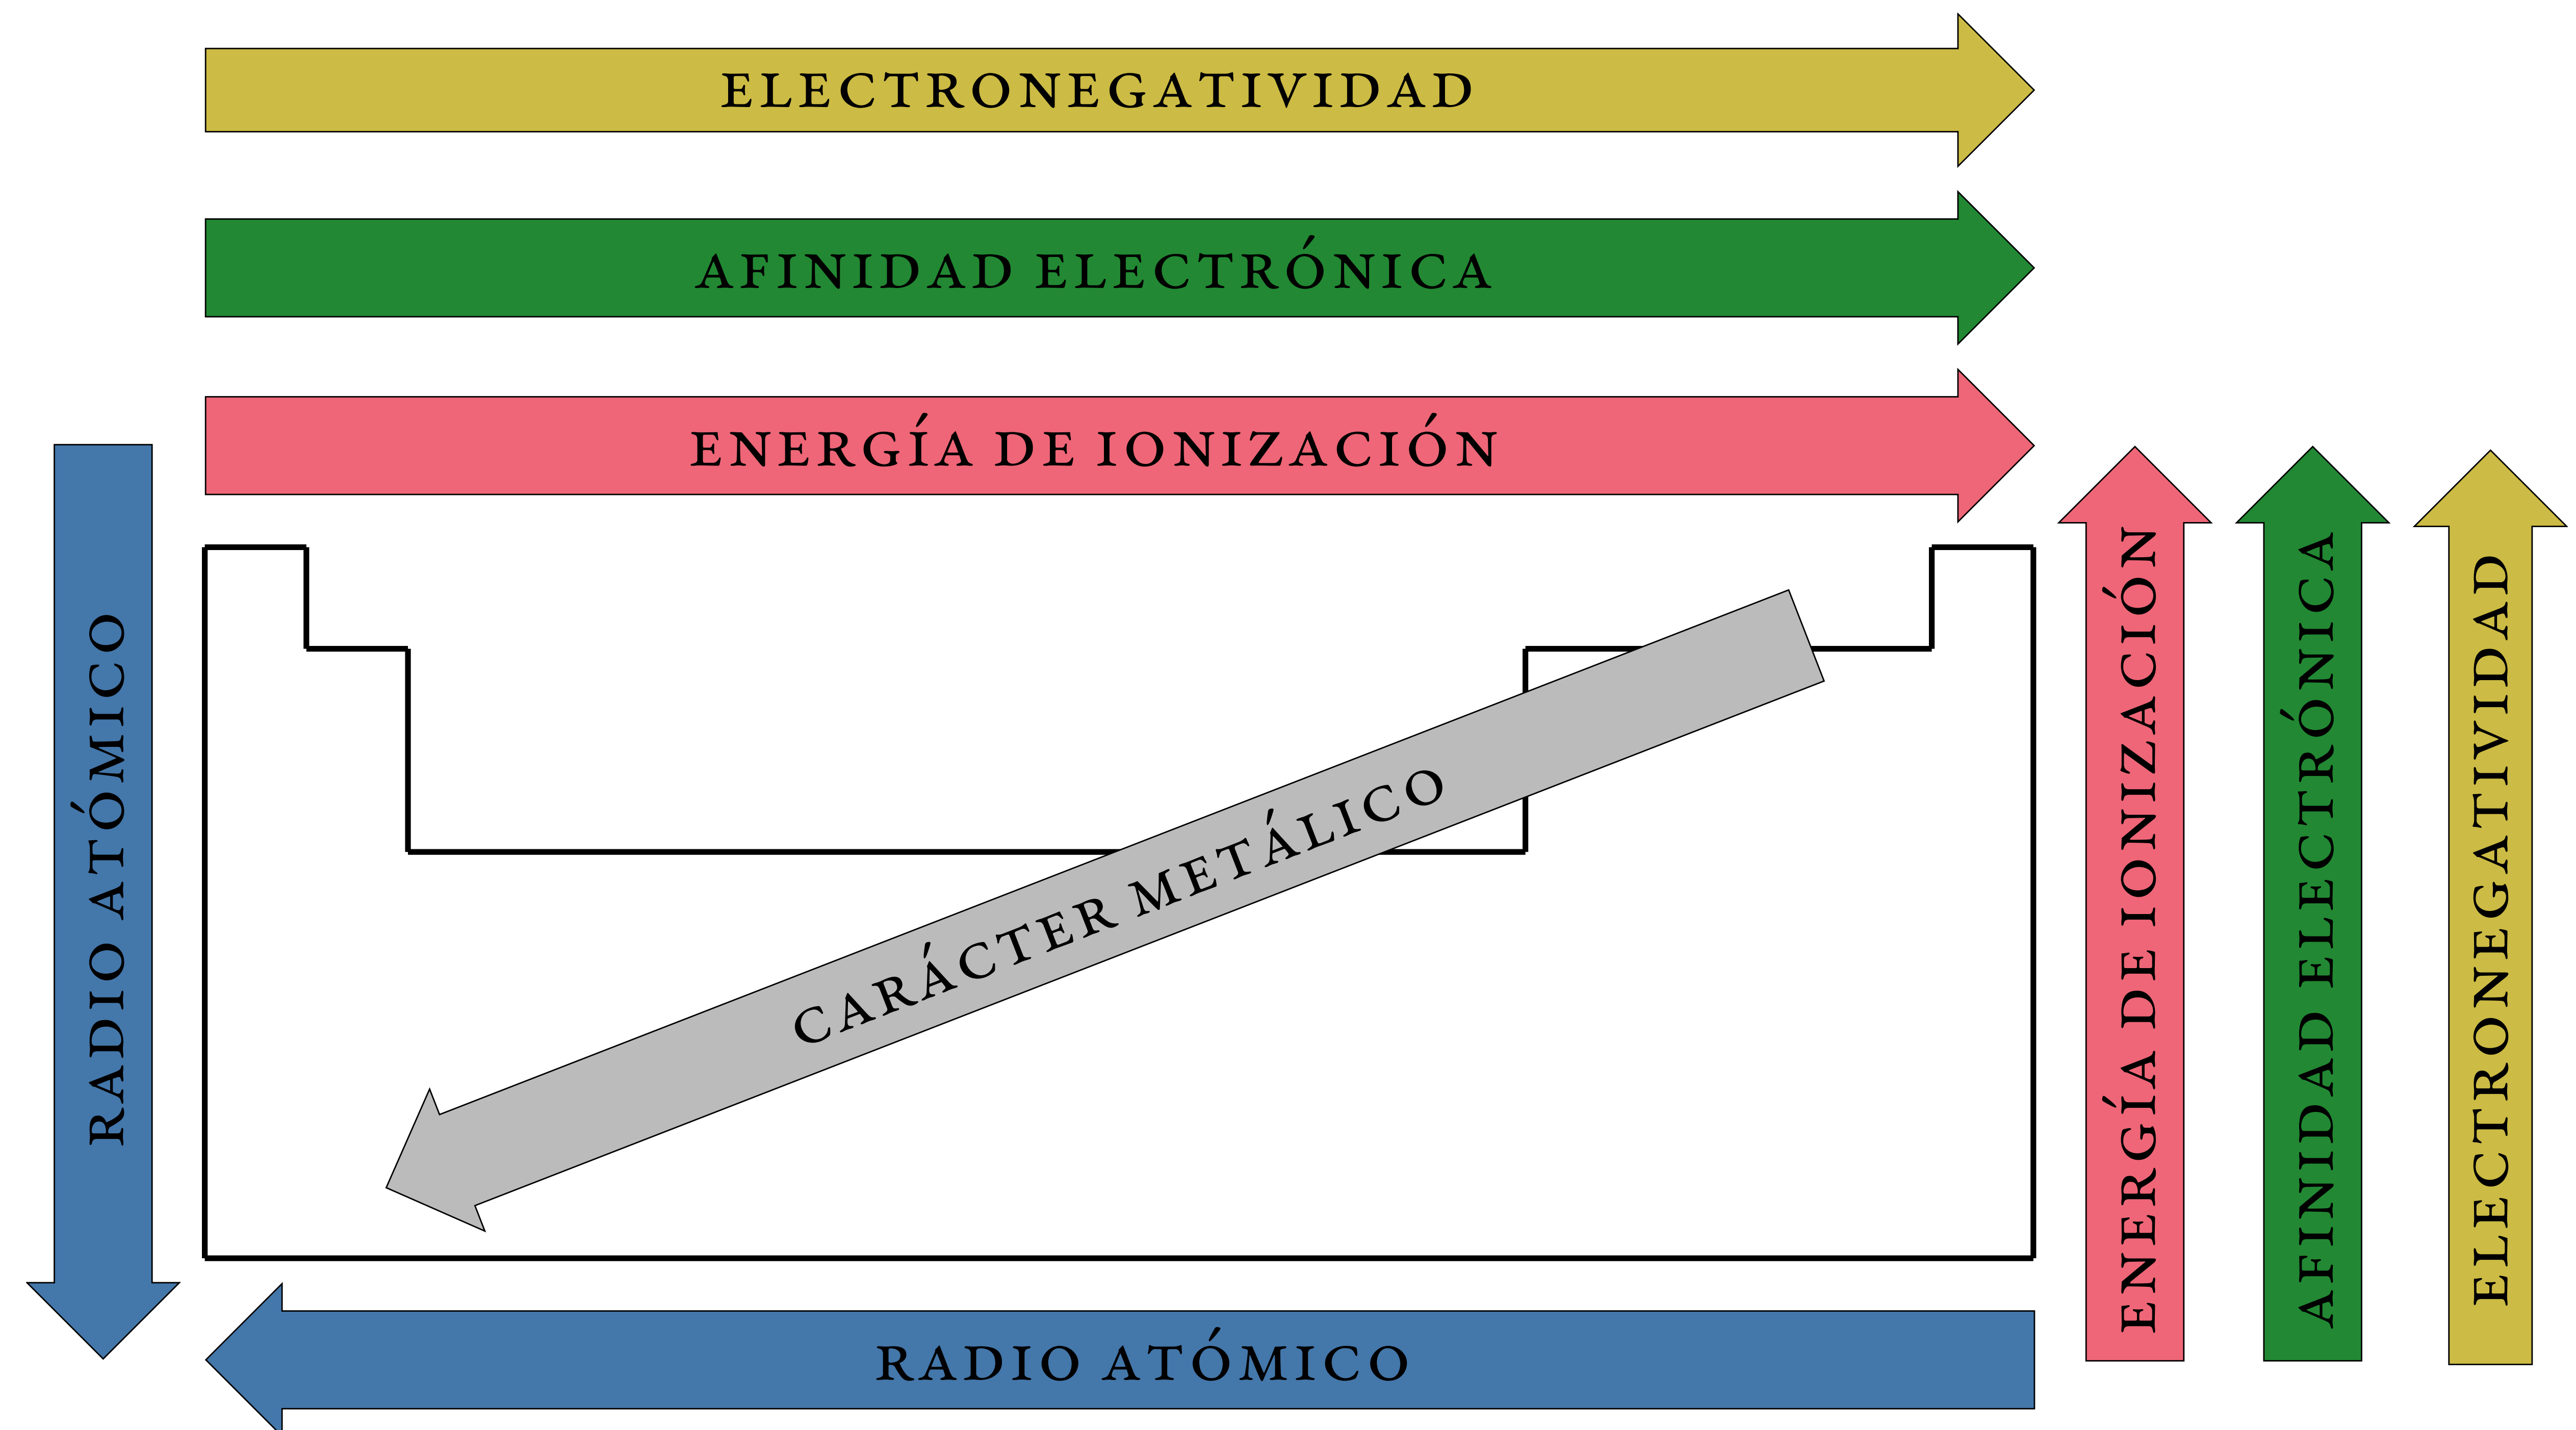 ELECTRONEGATIVIDAD
AFINIDAD ELECTRÓNICA
ENERGÍA DE IONIZACIÓN
RADIO ATÓMICO
CARÁCTER METÁLICO
ENERGÍA DE IONIZACIÓN
AFINIDAD ELECTRÓNICA
ELECTRONEGATIVIDAD
RADIO ATÓMICO